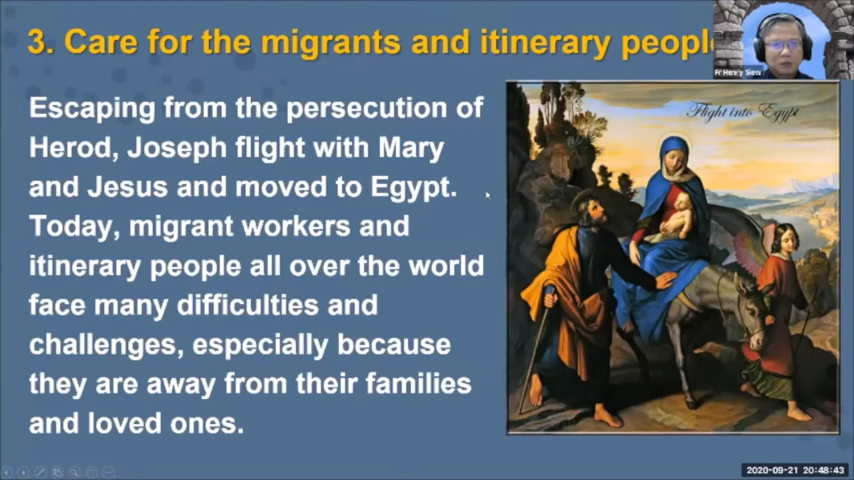 3. Care for the migrants and itinerary peopl
Fr Henry Siew
Escaping from the persecution of
Herod, Joseph flight with Mary
and Jesus and moved to Egypt.
Today, migrant workers and
itinerary people all over the world
face many difficulties and
challenges, especially because
they are away from their families
and loved ones.
Flight into Egypt
2020-09-21 20:48:43